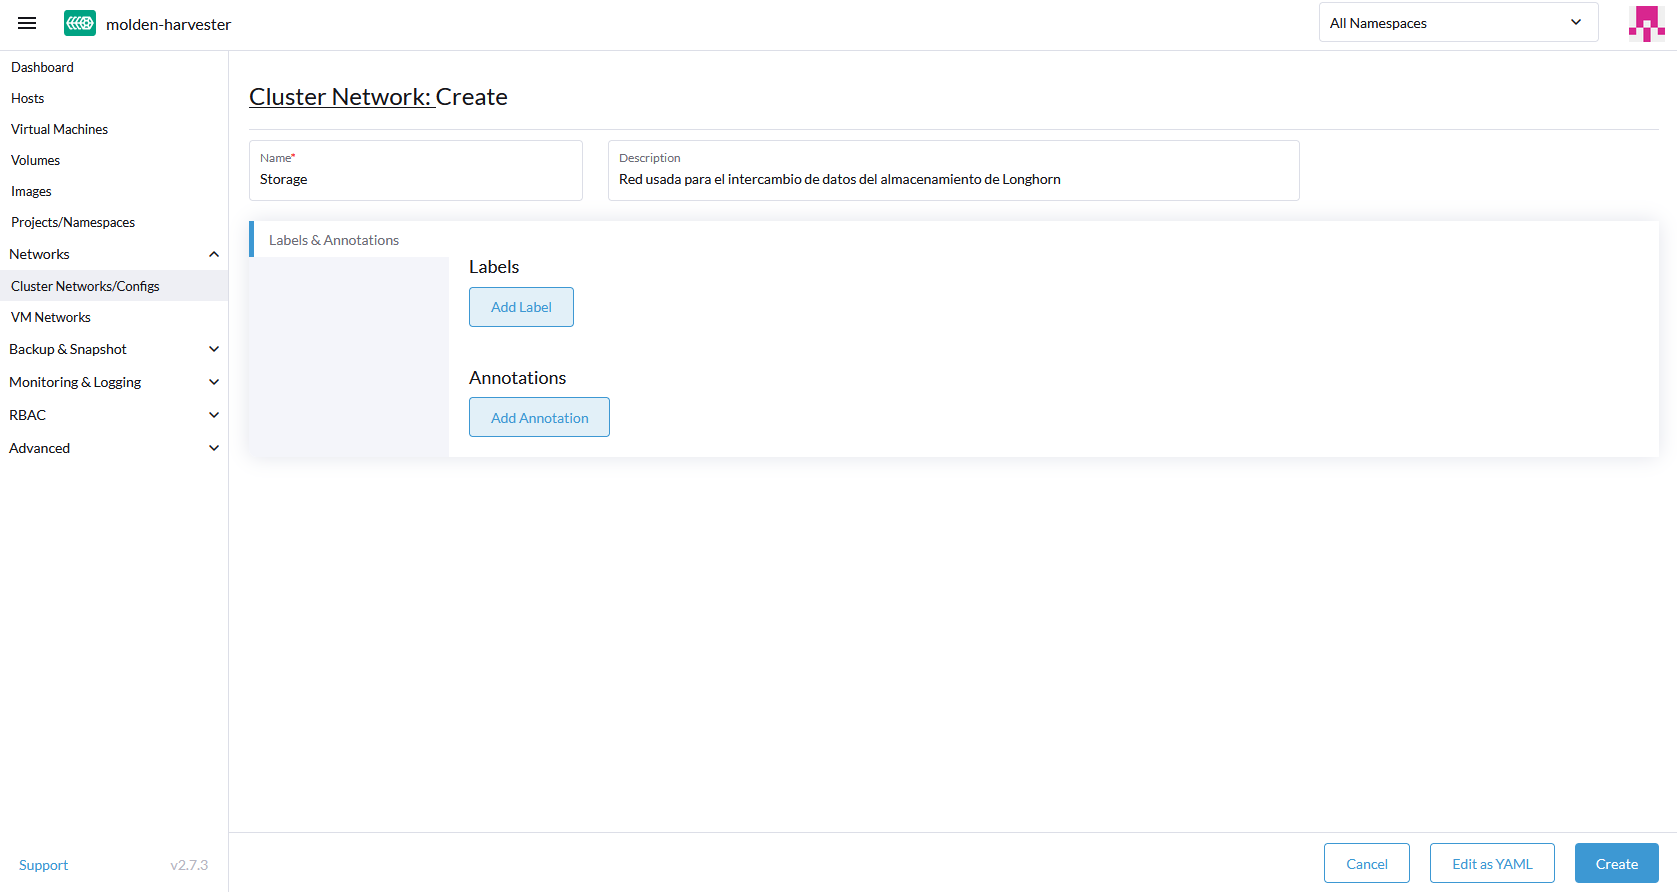 molden-harvester
All Namespaces
Dashboard
Hosts
Virtual Machines
Volumes
Images
Projects/Namespaces
Networks
Cluster Networks/Configs
VM Networks
Backup & Snapshot
Monitoring & Logging
RBAC
Advanced
Support
v2.7.3
Cluster Network: Create
Name*
Storage
Description
Red usada para el intercambio de datos del almacenamiento de Longhorn
Labels & Annotations
Labels
Add Label
Annotations
Add Annotation
Cancel
Edit as YAML
Create